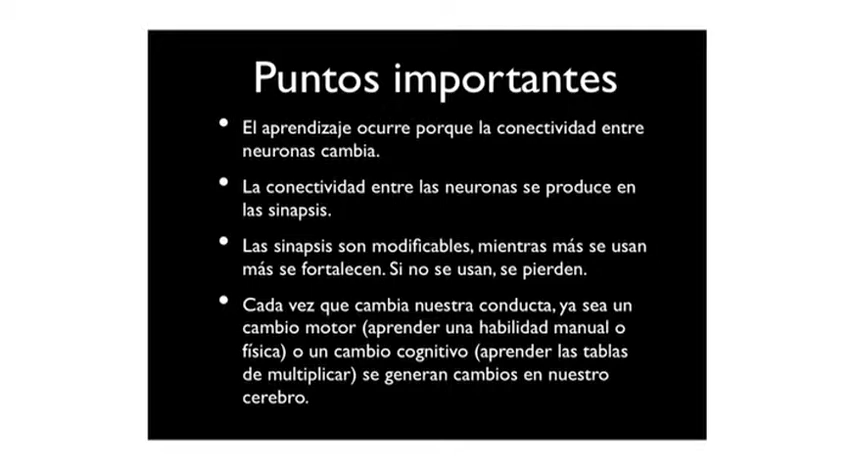 Puntos importantes
• El aprendizaje ocurre porque la conectividad entre
neuronas cambia.
• La conectividad entre las neuronas se produce en
las sinapsis.
• Las sinapsis son modificables, mientras más se usan
más se fortalecen. Si no se usan, se pierden.
• Cada vez que cambia nuestra conducta, ya sea un
cambio motor (aprender una habilidad manual o
física) o un cambio cognitivo (aprender las tablas
de multiplicar) se generan cambios en nuestro
cerebro.